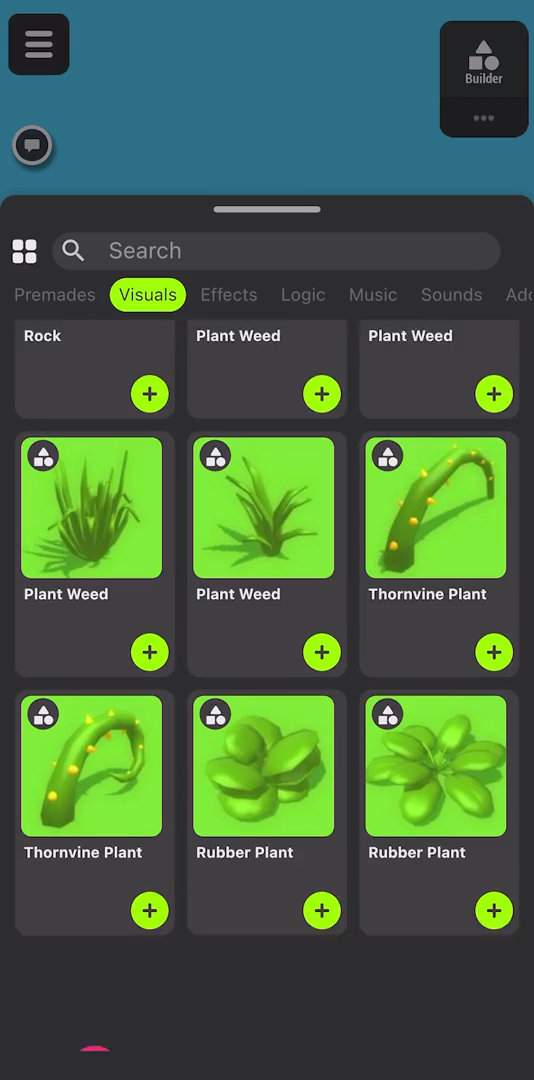 Builder
Search
Premades Visuals Effects Logic Music Sounds Ad
Rock Plant Weed Plant Weed
Plant Weed Plant Weed Thornvine Plant
Thornvine Plant Rubber Plant Rubber Plant